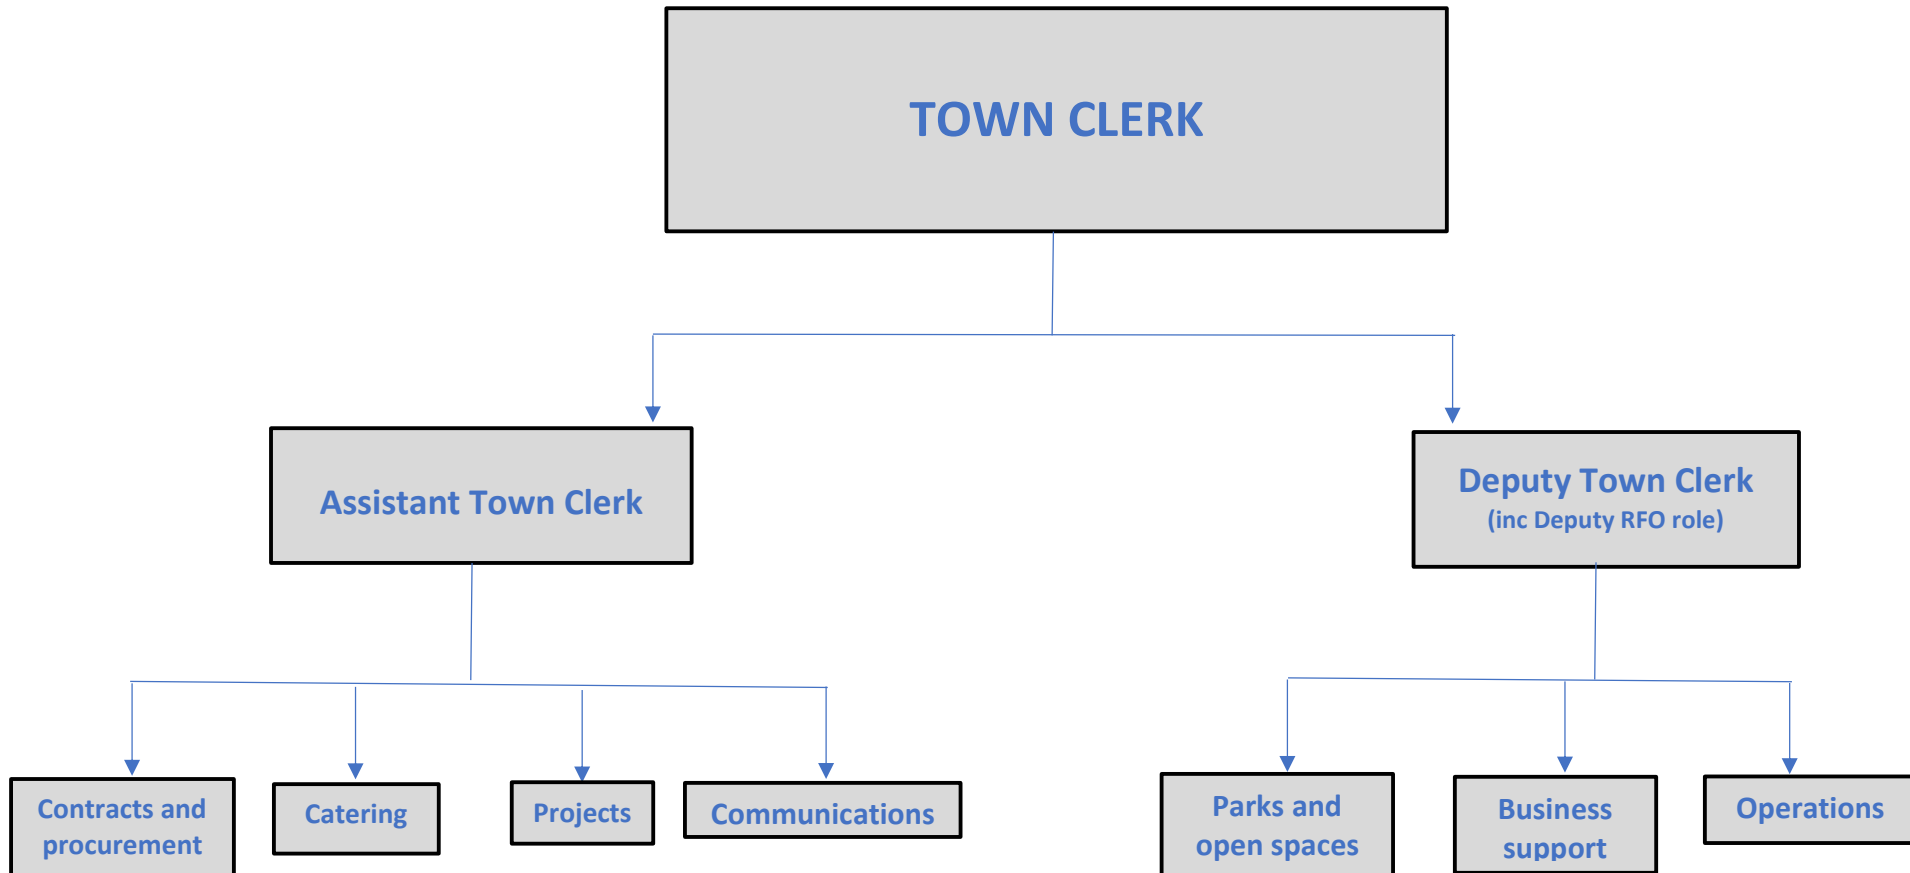 TOWN CLERK
Assistant Town Clerk
Deputy Town Clerk
(inc Deputy RFO role)
Contracts and
procurement
Catering
Projects
Communications
Parks and
open spaces
Business
support
Operations